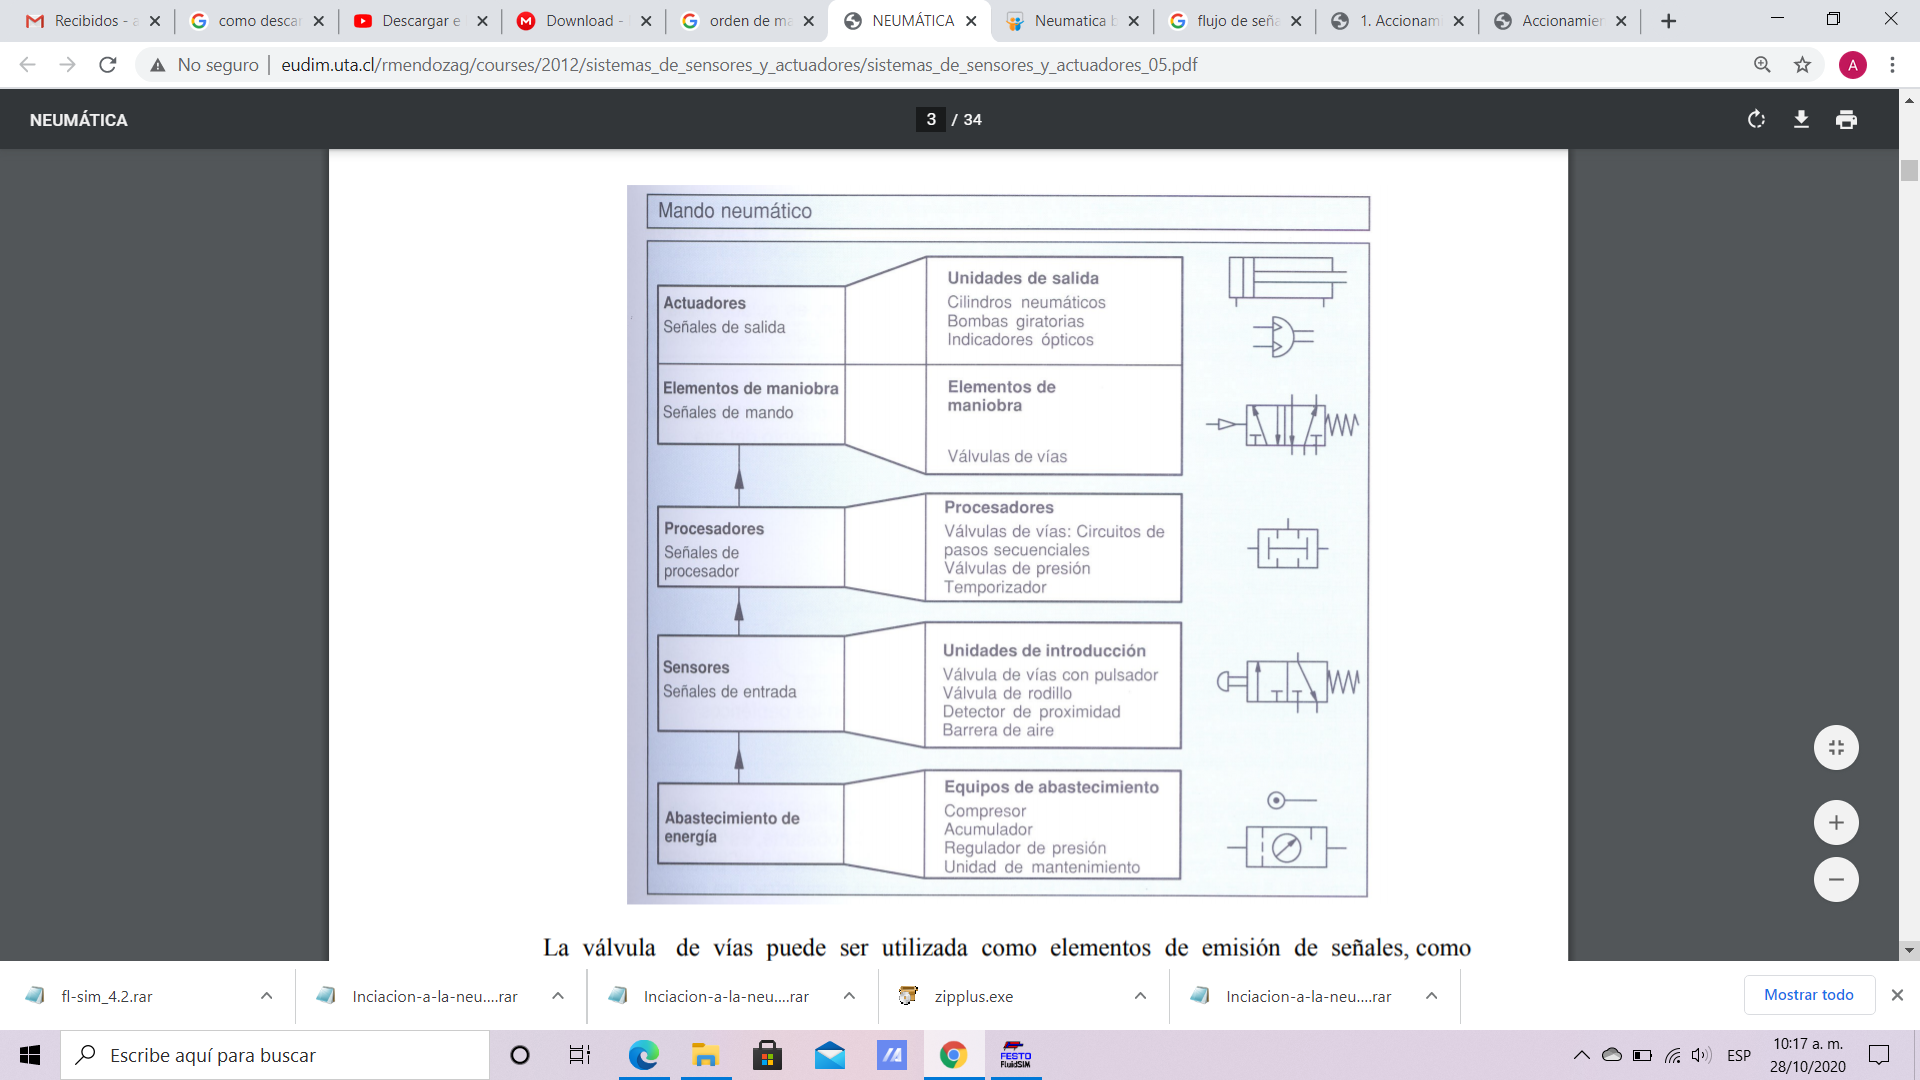 Recibidos - a
como descar
Descargar e
Download -
orden de ma
NEUMÁTICA
Neumatica b
flujo de seña
1. Accionam
Accionamie
No seguro
eudim.uta.cl/rmendozag/courses/2012/sistemas_de_sensores_y_actuadores/sistemas_de_sensores_y_actuadores_05.pdf
A
NEUMÁTICA
3 / 34
Mando neumático
Actuadores
Señales de salida
Unidades de salida
Cilindros neumáticos
Bombas giratorias
Indicadores ópticos
Elementos de maniobra
Señales de mando
Elementos de
maniobra
Válvulas de vías
Procesadores
Señales de
procesador
Procesadores
Válvulas de vías: Circuitos de
pasos secuenciales
Válvulas de presión
Temporizador
Sensores
Señales de entrada
Unidades de introducción
Válvula de vías con pulsador
Válvula de rodillo
Detector de proximidad
Barrera de aire
Abastecimiento de
energía
Equipos de abastecimiento
Compresor
Acumulador
Regulador de presión
Unidad de mantenimiento
La válvula de vías puede ser utilizada como elementos de emisión de señales, como
fl-sim_4.2.rar
Inciacion-a-la-neu....rar
Inciacion-a-la-neu....rar
zipplus.exe
Inciacion-a-la-neu....rar
Mostrar todo
Escribe aquí para buscar
FESTO
FluidSIM
ESP
10:17 a. m.
28/10/2020